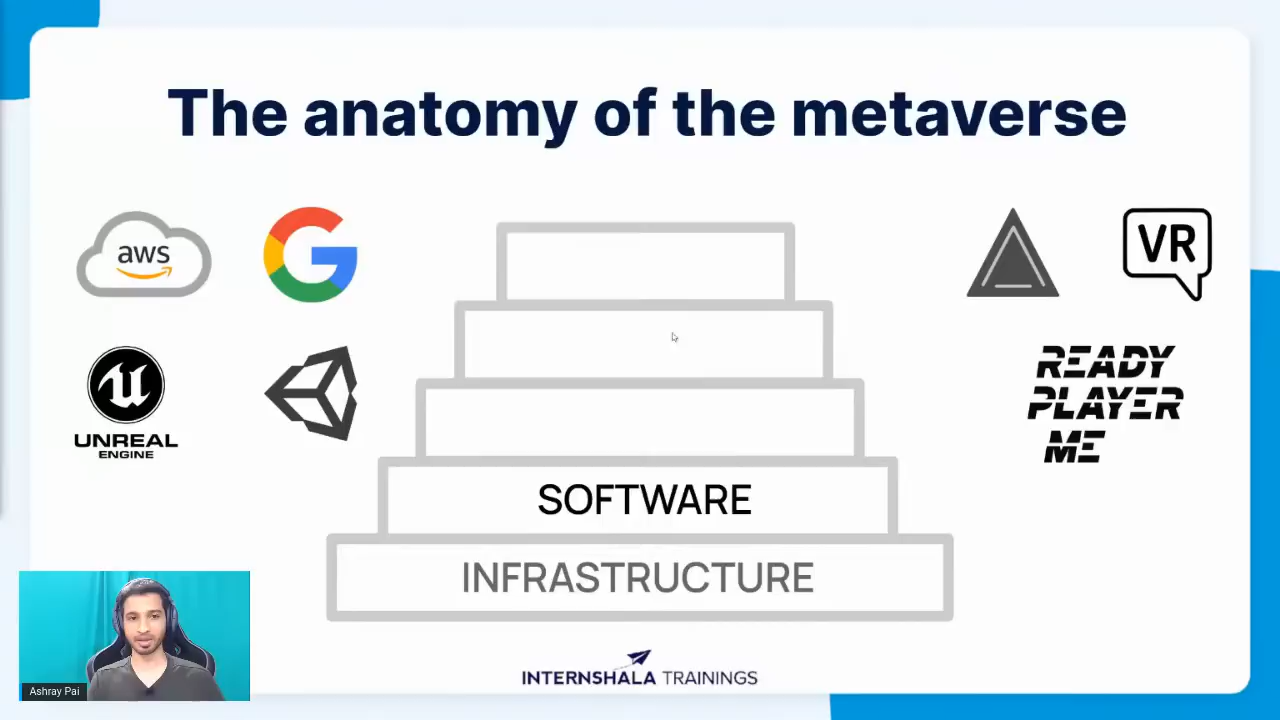 The anatomy of the metaverse
aws
G
VR
UNREAL
ENGINE
READY
PLAYER
ME
SOFTWARE
INFRASTRUCTURE
INTERNSHALA TRAININGS
Ashray Pai